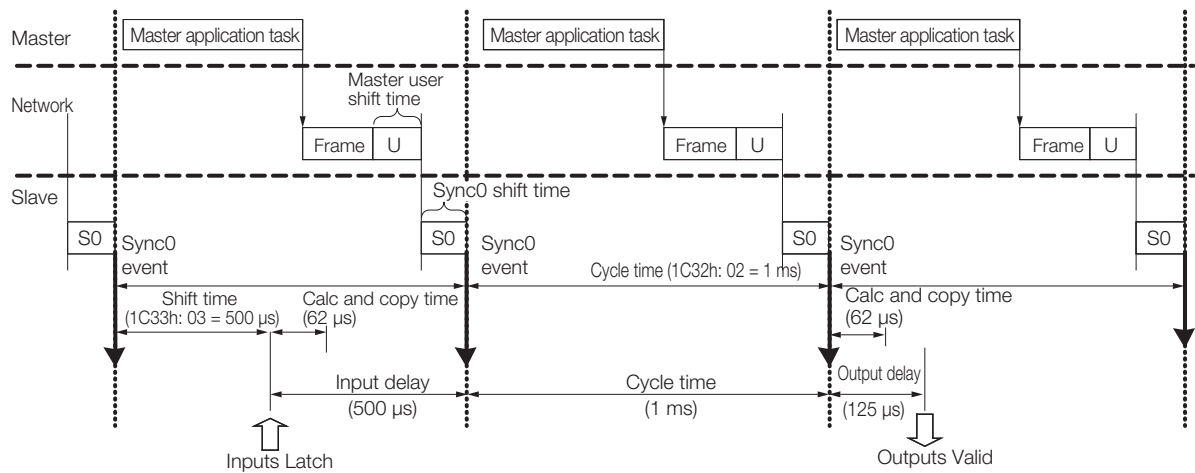 Master
Master application task
Master application task
Master application task
Network
Master user
shift time
Frame
U
Frame
U
Frame
U
Slave
Sync0 shift time
S0
S0
S0
S0
Sync0
event
Sync0
event
Sync0
event
Cycle time (1C32h: 02 = 1 ms)
Shift time
(1C33h: 03 = 500 µs)
Calc and copy time
(62 µs)
Calc and copy time
(62 µs)
Input delay
(500 µs)
Cycle time
(1 ms)
Output delay
(125 µs)
Inputs Latch
Outputs Valid